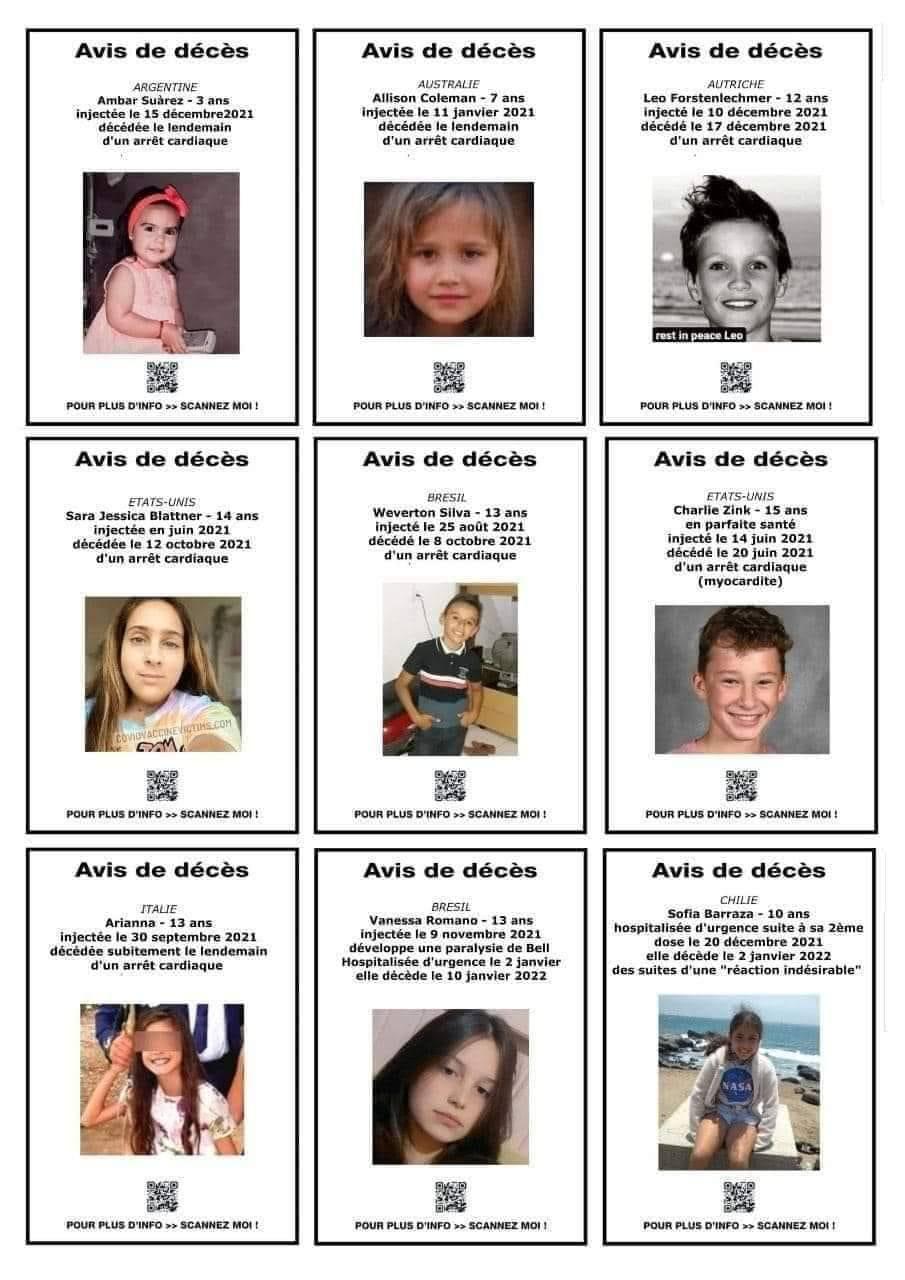 Avis de décès
ARGENTINE
Ambar Suàrez - 3 ans
injectée le 15 décembre2021
décédée le lendemain
d'un arrêt cardiaque
POUR PLUS D'INFO >> SCANNEZ MOI !
Avis de décès
AUSTRALIE
Allison Coleman - 7 ans
injectée le 11 janvier 2021
décédée le lendemain
d'un arrêt cardiaque
POUR PLUS D'INFO >> SCANNEZ MOI !
Avis de décès
AUTRICHE
Leo Forstenlechmer - 12 ans
injecté le 10 décembre 2021
décédé le 17 décembre 2021
d'un arrêt cardiaque
rest in peace Leo
POUR PLUS D'INFO >> SCANNEZ MOI !
Avis de décès
ETATS-UNIS
Sara Jessica Blattner - 14 ans
injectée en juin 2021
décédée le 12 octobre 2021
d'un arrêt cardiaque
COVIDVACCINEVICTIMS.COM
POUR PLUS D'INFO >> SCANNEZ MOI !
Avis de décès
BRESIL
Weverton Silva - 13 ans
injecté le 25 août 2021
décédé le 8 octobre 2021
d'un arrêt cardiaque
POUR PLUS D'INFO >> SCANNEZ MOI !
Avis de décès
ETATS-UNIS
Charlie Zink - 15 ans
en parfaite santé
injecté le 14 juin 2021
décédé le 20 juin 2021
d'un arrêt cardiaque
(myocardite)
POUR PLUS D'INFO >> SCANNEZ MOI !
Avis de décès
ITALIE
Arianna - 13 ans
injectée le 30 septembre 2021
décédée subitement le lendemain
d'un arrêt cardiaque
POUR PLUS D'INFO >> SCANNEZ MOI !
Avis de décès
BRESIL
Vanessa Romano - 13 ans
injectée le 9 novembre 2021
développe une paralysie de Bell
Hospitalisée d'urgence le 2 janvier
elle décède le 10 janvier 2022
POUR PLUS D'INFO >> SCANNEZ MOI !
Avis de décès
CHILIE
Sofia Barraza - 10 ans
hospitalisée d'urgence suite à sa 2ème
dose le 20 décembre 2021
elle décède le 2 janvier 2022
des suites d'une "réaction indésirable"
NASA
POUR PLUS D'INFO >> SCANNEZ MOI !